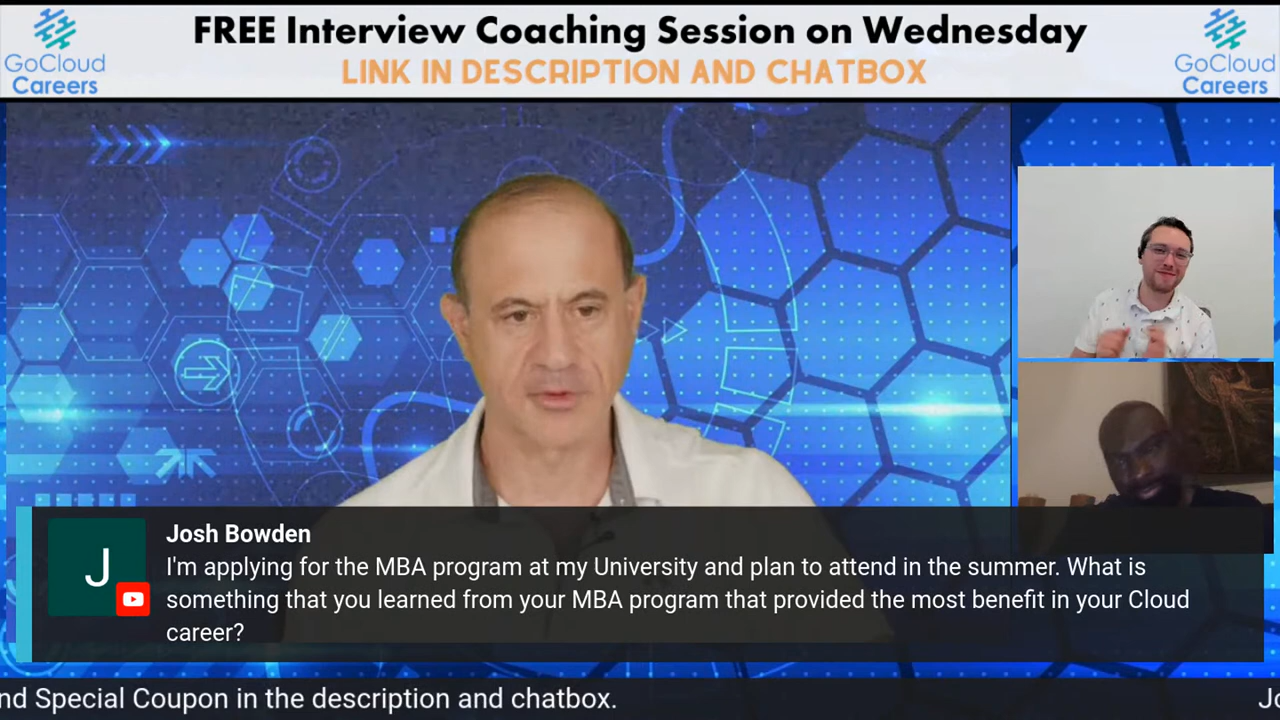 FREE Interview Coaching Session on Wednesday
LINK IN DESCRIPTION AND CHATBOX
GoCloud
Careers
GoCloud
Careers
J
Josh Bowden
I'm applying for the MBA program at my University and plan to attend in the summer. What is
something that you learned from your MBA program that provided the most benefit in your Cloud
career?
nd Special Coupon in the description and chatbox.
Jo